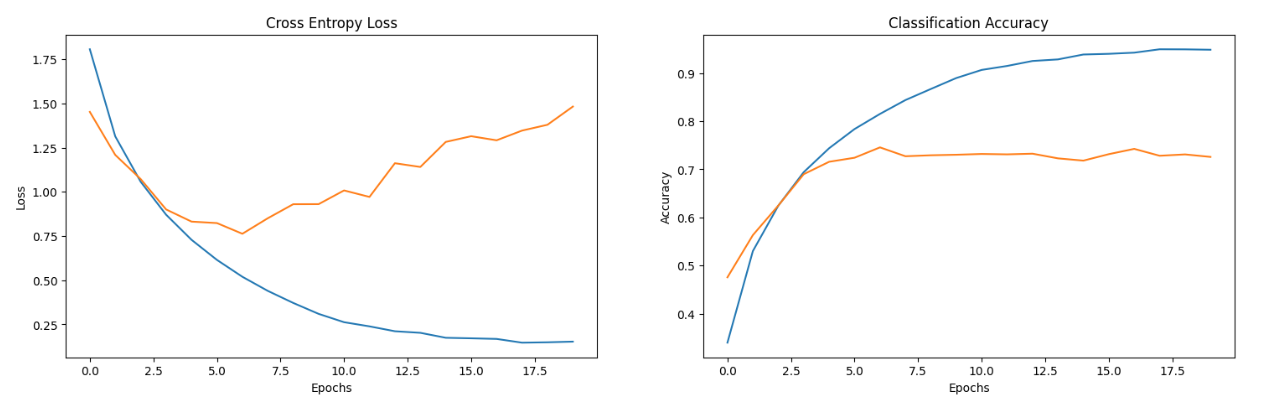 Cross Entropy Loss
Loss
1.75
1.50
1.25
1.00
0.75
0.50
0.25
0.0 2.5 5.0 7.5 10.0 12.5 15.0 17.5
Epochs
Classification Accuracy
Accuracy
0.9
0.8
0.7
0.6
0.5
0.4
0.0 2.5 5.0 7.5 10.0 12.5 15.0 17.5
Epochs